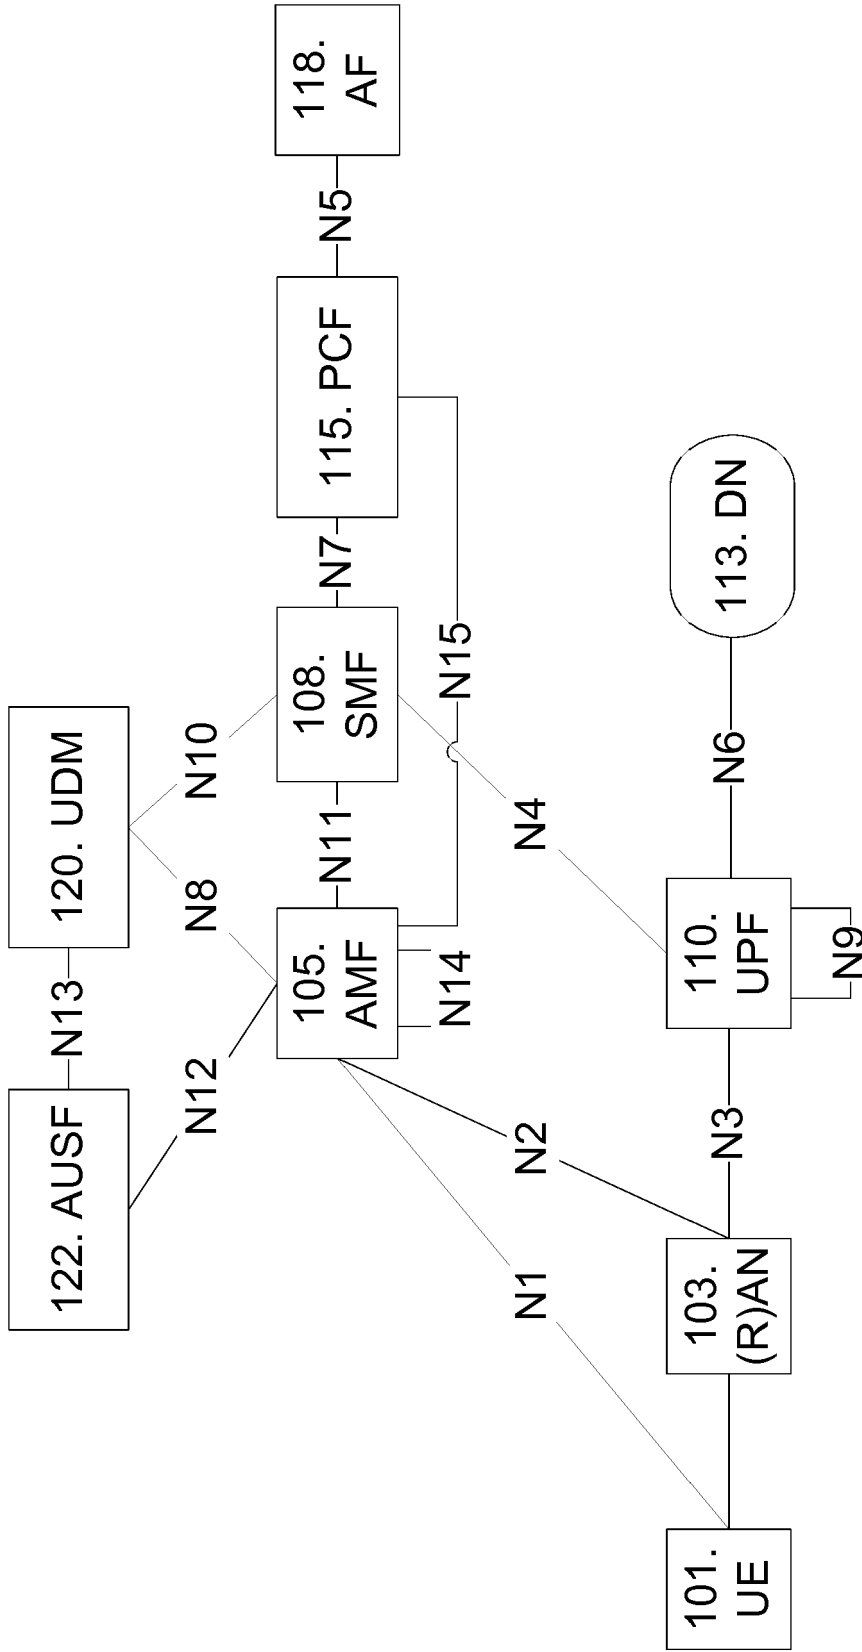 122. AUSF
N13
120. UDM
N12
N8
N10
105.
AMF
N11
108.
SMF
N7
115. PCF
N5
118.
AF
N14
N15
N1
N2
N4
101.
UE
103.
(R)AN
N3
110.
UPF
N6
113. DN
N9